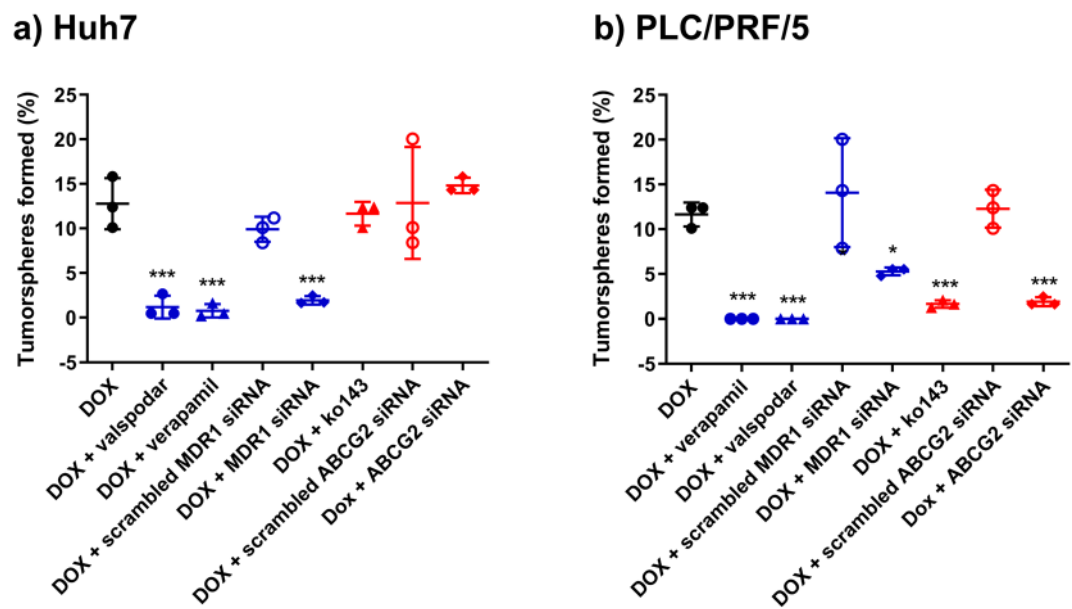 a) Huh7
Tumorspheres formed (%)
25
20
15
10
5
0
-5
***
***
***
DOX
DOX + valspodar
DOX + verapamil
DOX + scrambled MDR1 siRNA
DOX + MDR1 siRNA
DOX + ko143
DOX + scrambled ABCG2 siRNA
Dox + ABCG2 siRNA
b) PLC/PRF/5
Tumorspheres formed (%)
25
20
15
10
5
0
-5
***
***
*
*
***
***
DOX
DOX + verapamil
DOX + valspodar
DOX + scrambled MDR1 siRNA
DOX + MDR1 siRNA
DOX + ko143
DOX + scrambled ABCG2 siRNA
Dox + ABCG2 siRNA